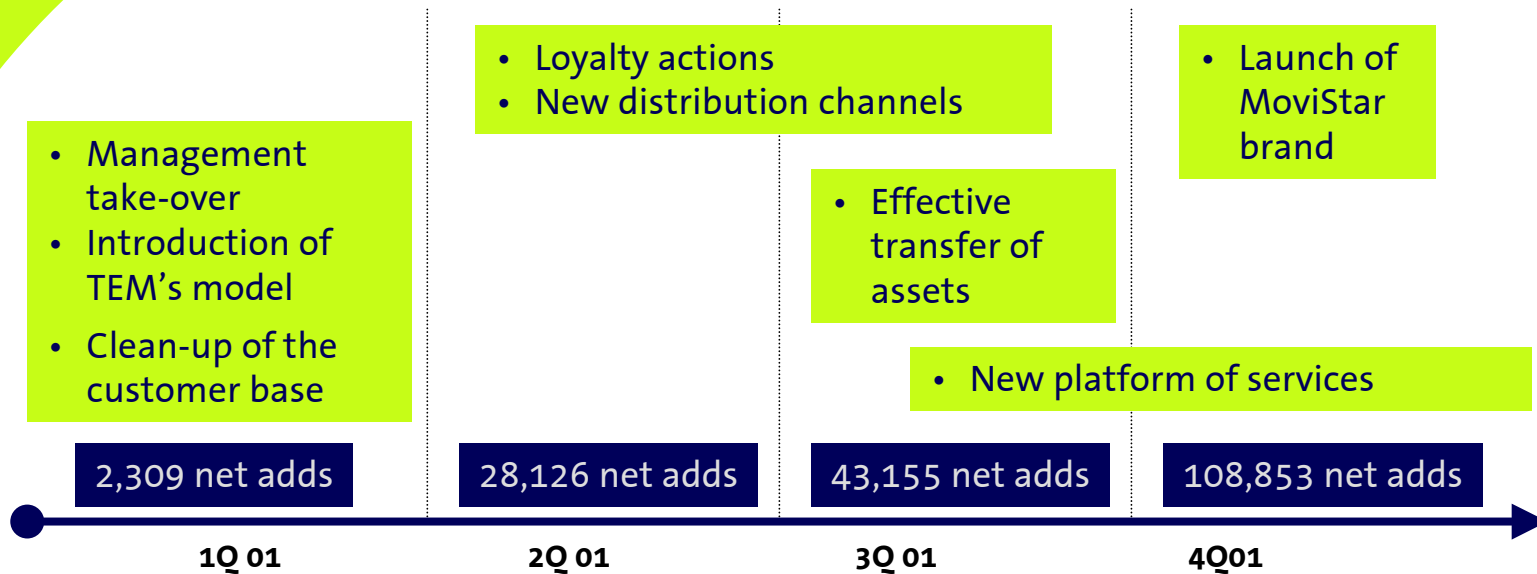 • Management
take-over
• Introduction of
TEM’s model
• Clean-up of the
customer base
• Loyalty actions
• New distribution channels
• Effective
transfer of
assets
• Launch of
MoviStar
brand
• New platform of services
2,309 net adds
28,126 net adds
43,155 net adds
108,853 net adds
1Q 01
2Q 01
3Q 01
4Q01